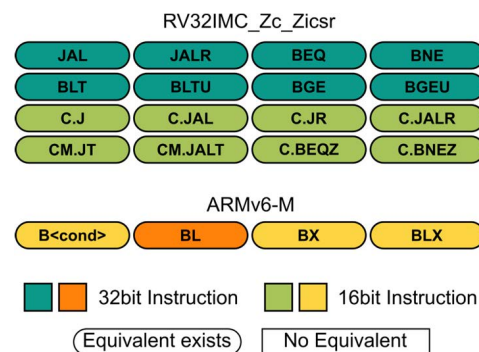 RV32IMC_Zc_Zicsr
JAL JALR BEQ BNE
BLT BLTU BGE BGEU
C.J C.JAL C.JR C.JALR
CM.JT CM.JALT C.BEQZ C.BNEZ
ARMv6-M
B<cond> BL BX BLX
32bit Instruction 16bit Instruction
Equivalent exists No Equivalent